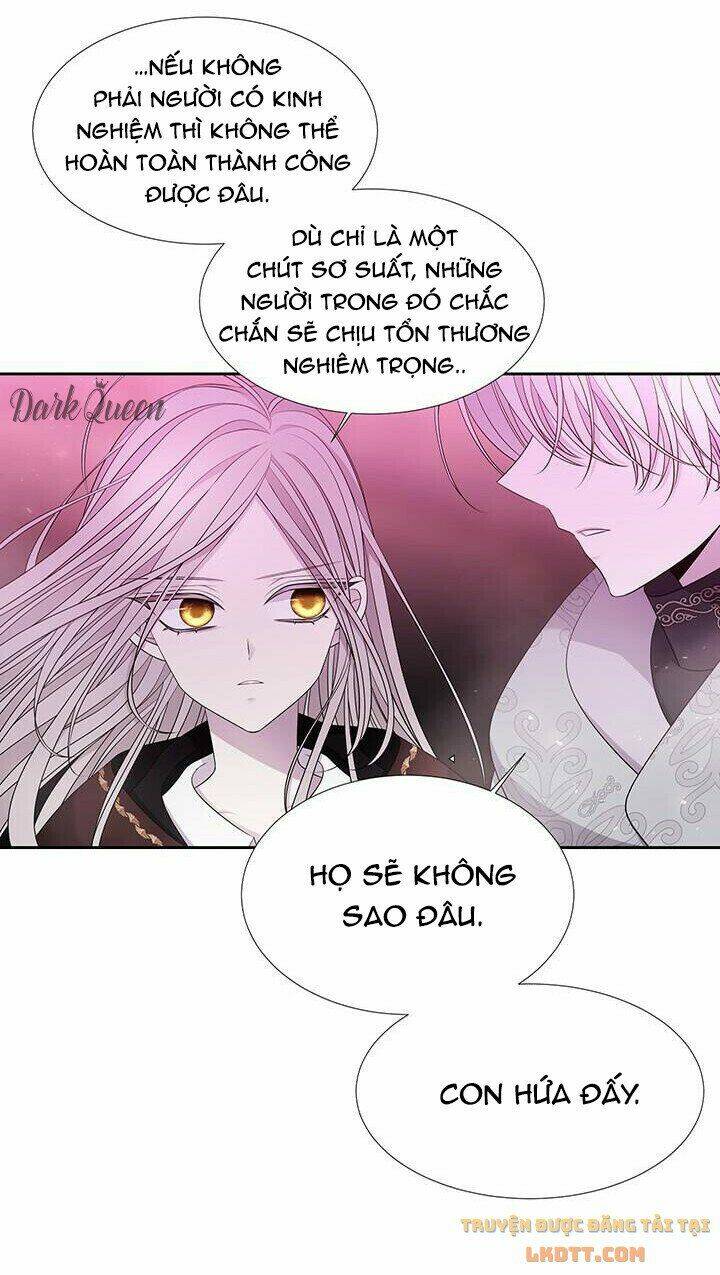 ...NẾU KHÔNG
PHẢI NGƯỜI CÓ KINH
NGHIỆM THÌ KHÔNG THỂ
HOÀN TOÀN THÀNH CÔNG
ĐƯỢC ĐÂU.
DÙ CHỈ LÀ MỘT
CHÚT SƠ SUẤT, NHỮNG
NGƯỜI TRONG ĐÓ CHẮC
CHẮN SẼ CHỊU TỔN THƯƠNG
NGHIÊM TRỌNG..
Dark Queen
HỌ SẼ KHÔNG
SAO ĐÂU.
CON HỨA ĐẤY.
TRUYỆN ĐƯỢC ĐĂNG TẢI TẠI
LKDTT.COM